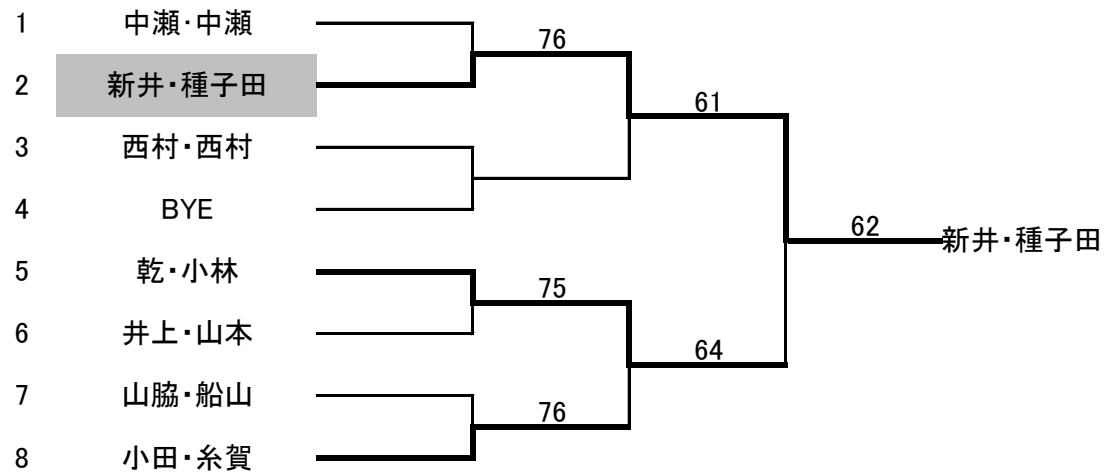 1 中瀬・中瀬
76
2 新井・種子田
61
3 西村・西村
4 BYE
62 新井・種子田
5 乾・小林
75
6 井上・山本
64
7 山脇・船山
76
8 小田・糸賀